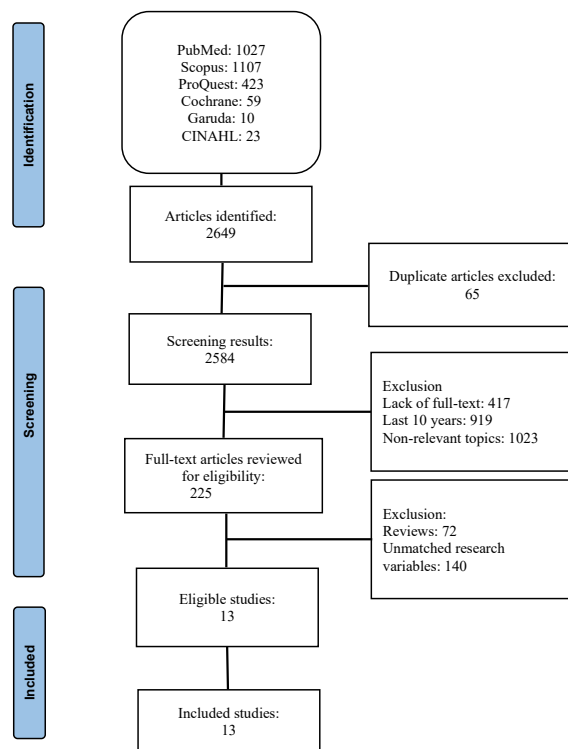 Identification
PubMed: 1027
Scopus: 1107
ProQuest: 423
Cochrane: 59
Garuda: 10
CINAHL: 23
Articles identified:
2649
Duplicate articles excluded:
65
Screening
Screening results:
2584
Exclusion
Lack of full-text: 417
Last 10 years: 919
Non-relevant topics: 1023
Full-text articles reviewed
for eligibility:
225
Exclusion:
Reviews: 72
Unmatched research
variables: 140
Eligible studies:
13
Included
Included studies:
13